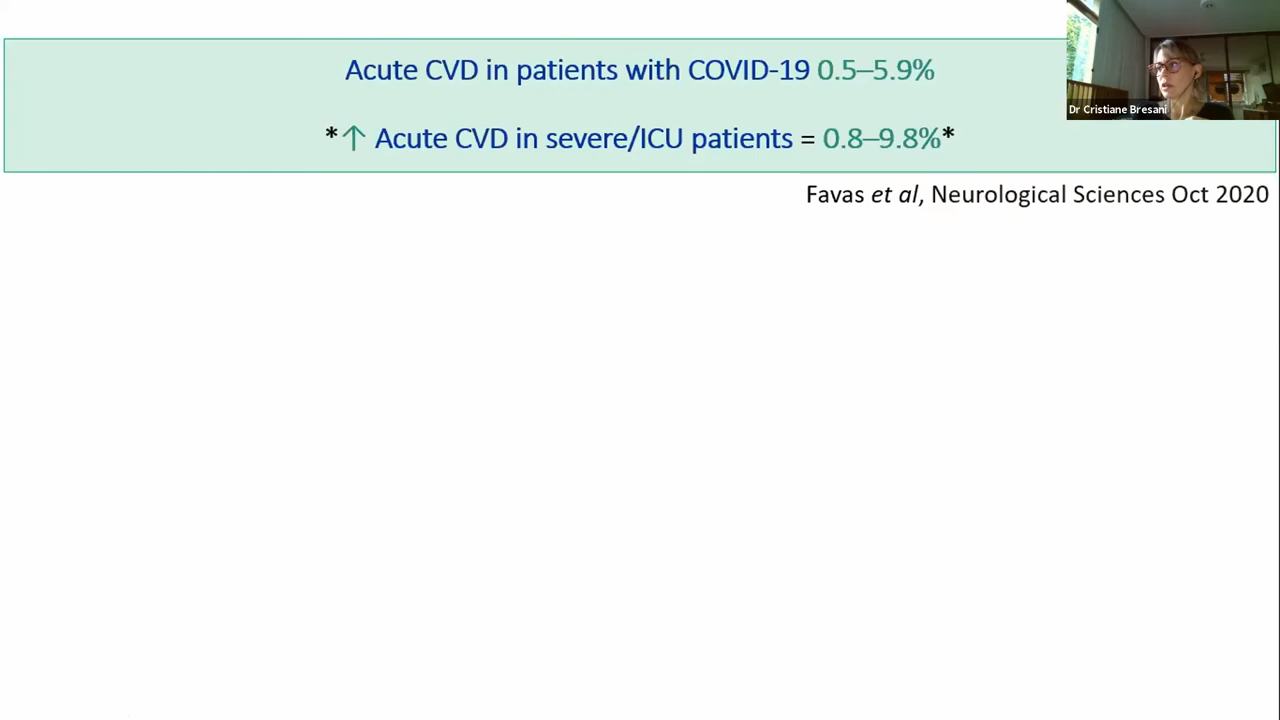 Acute CVD in patients with COVID-19 0.5–5.9%
Dr Cristiane Bresani
*↑ Acute CVD in severe/ICU patients = 0.8–9.8%*
Favas et al, Neurological Sciences Oct 2020